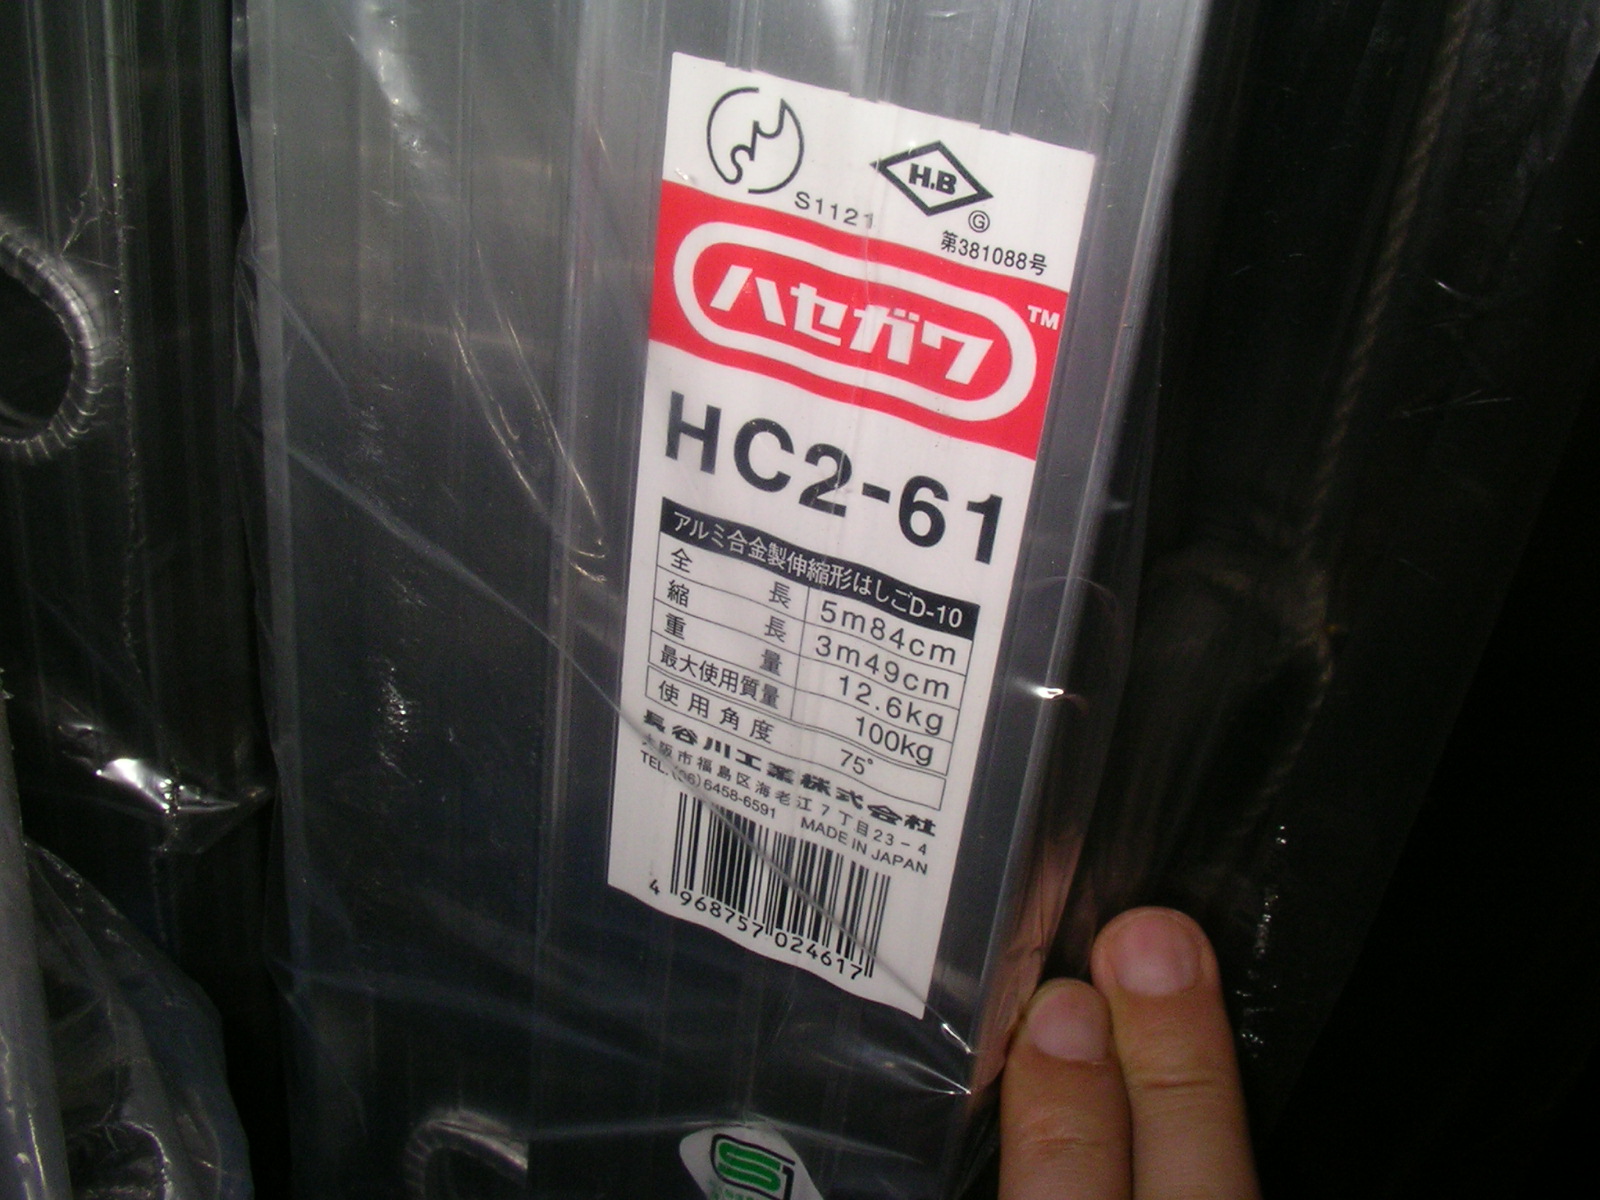 S1121
H.B
G
第381088号
ハセガワ™
HC2-61
アルミ合金製伸縮形はしごD-10
全長 5m84cm
縮長 3m49cm
重量 12.6kg
最大使用質量 100kg
使用角度 75°
長谷川工業株式会社
大阪市福島区海老江7丁目23-4
TEL.(06)6458-6591 MADE IN JAPAN
4 968757 024617